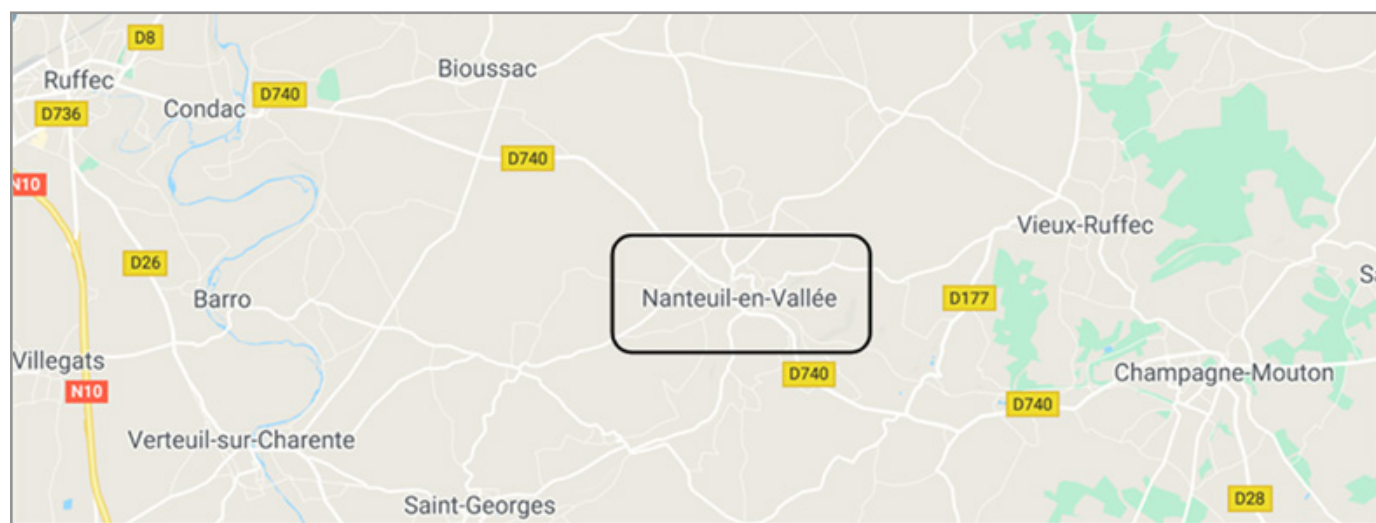 D8
Bioussac
Ruffec
D740
Condac
D736
D740
N10
Vieux-Ruffec
D26
Barro
Nanteuil-en-Vallée
D177
Villegats
D740
Champagne-Mouton
N10
D740
Verteuil-sur-Charente
Saint-Georges
D28